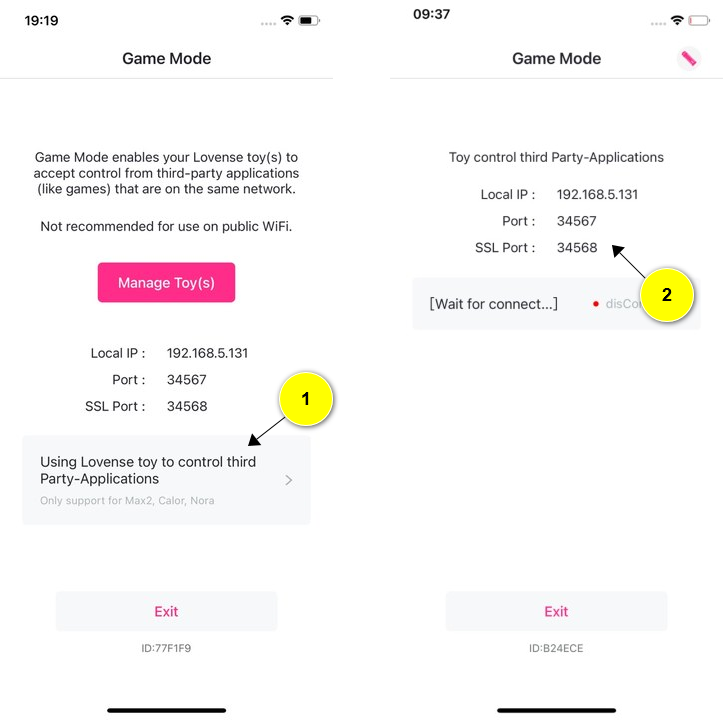 19:19
Game Mode
Game Mode enables your Lovense toy(s) to
accept control from third-party applications
(like games) that are on the same network.
Not recommended for use on public WiFi.
Manage Toy(s)
Local IP : 192.168.5.131
Port : 34567
SSL Port : 34568
1
Using Lovense toy to control third
Party-Applications
Only support for Max2, Calor, Nora
Exit
ID:77F1F9
09:37
Game Mode
Toy control third Party-Applications
Local IP : 192.168.5.131
Port : 34567
SSL Port : 34568
2
[Wait for connect...]
Exit
ID:B24ECE